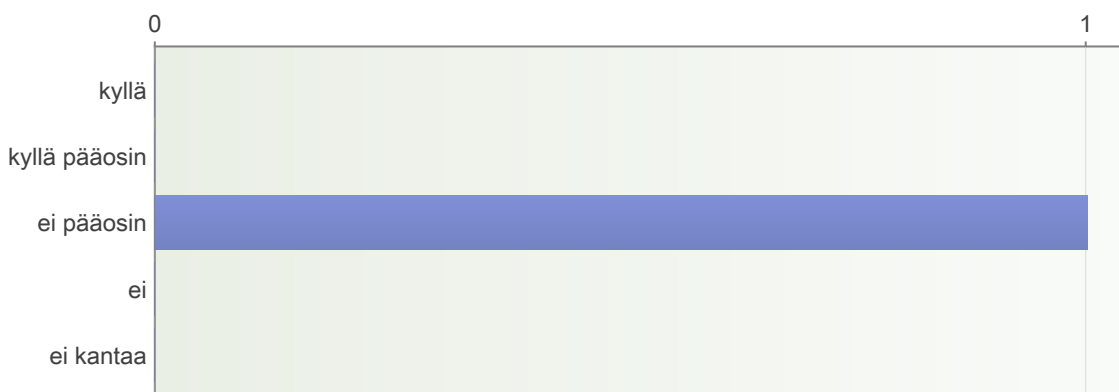 0 1
kyllä
kyllä pääosin
ei pääosin
ei
ei kantaa